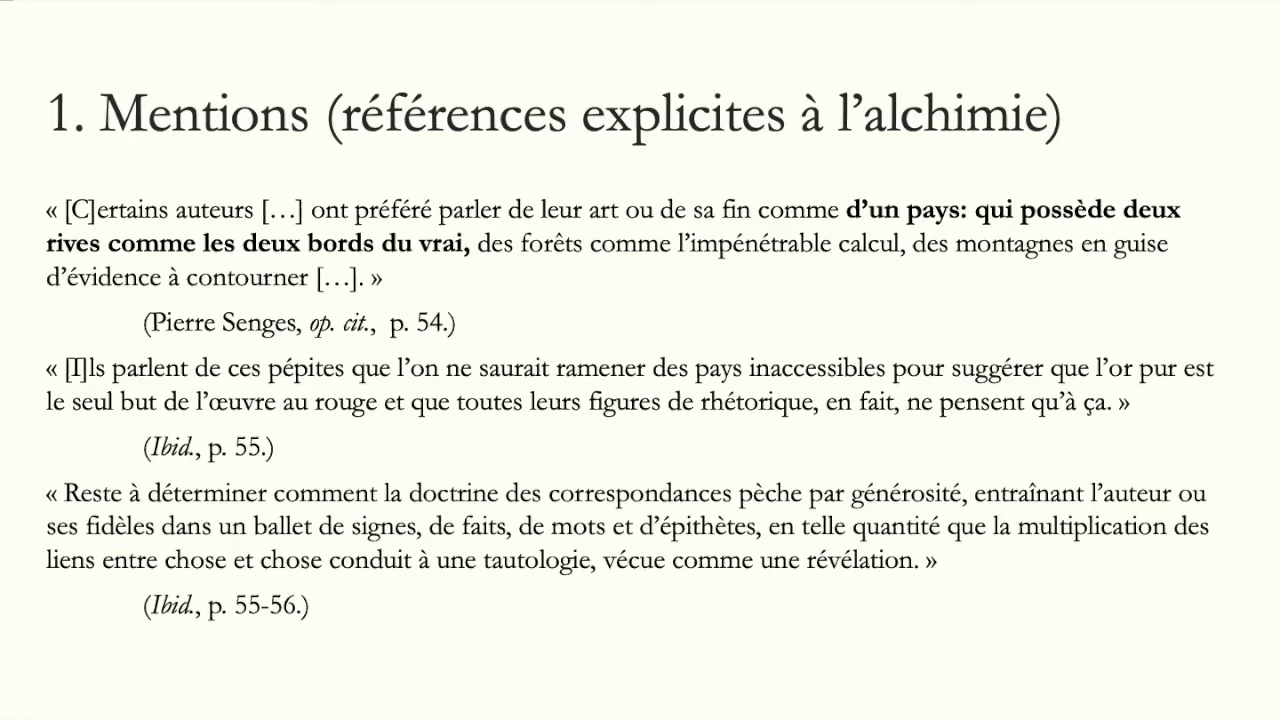 1. Mentions (références explicites à l’alchimie)
« [C]ertains auteurs […] ont préféré parler de leur art ou de sa fin comme d’un pays: qui possède deux
rives comme les deux bords du vrai, des forêts comme l’impénétrable calcul, des montagnes en guise
d’évidence à contourner […]. »
(Pierre Senges, op. cit., p. 54.)
« [I]ls parlent de ces pépites que l’on ne saurait ramener des pays inaccessibles pour suggérer que l’or pur est
le seul but de l’œuvre au rouge et que toutes leurs figures de rhétorique, en fait, ne pensent qu’à ça. »
(Ibid., p. 55.)
« Reste à déterminer comment la doctrine des correspondances pèche par générosité, entraînant l’auteur ou
ses fidèles dans un ballet de signes, de faits, de mots et d’épithètes, en telle quantité que la multiplication des
liens entre chose et chose conduit à une tautologie, vécue comme une révélation. »
(Ibid., p. 55-56.)